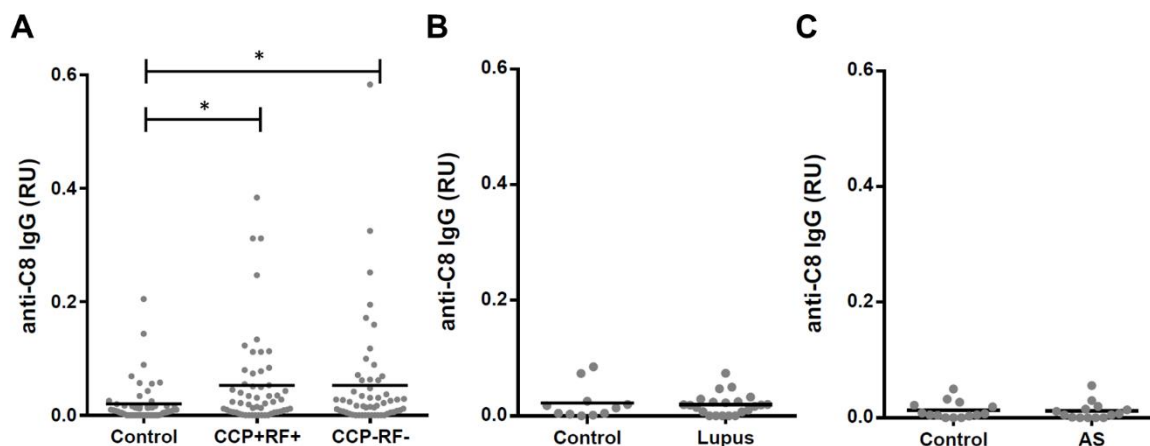 A
anti-C8 IgG (RU)
0.6
0.4
0.2
0.0
*
*
Control CCP+RF+ CCP-RF-
B
anti-C8 IgG (RU)
0.6
0.4
0.2
0.0
Control Lupus
C
anti-C8 IgG (RU)
0.6
0.4
0.2
0.0
Control AS